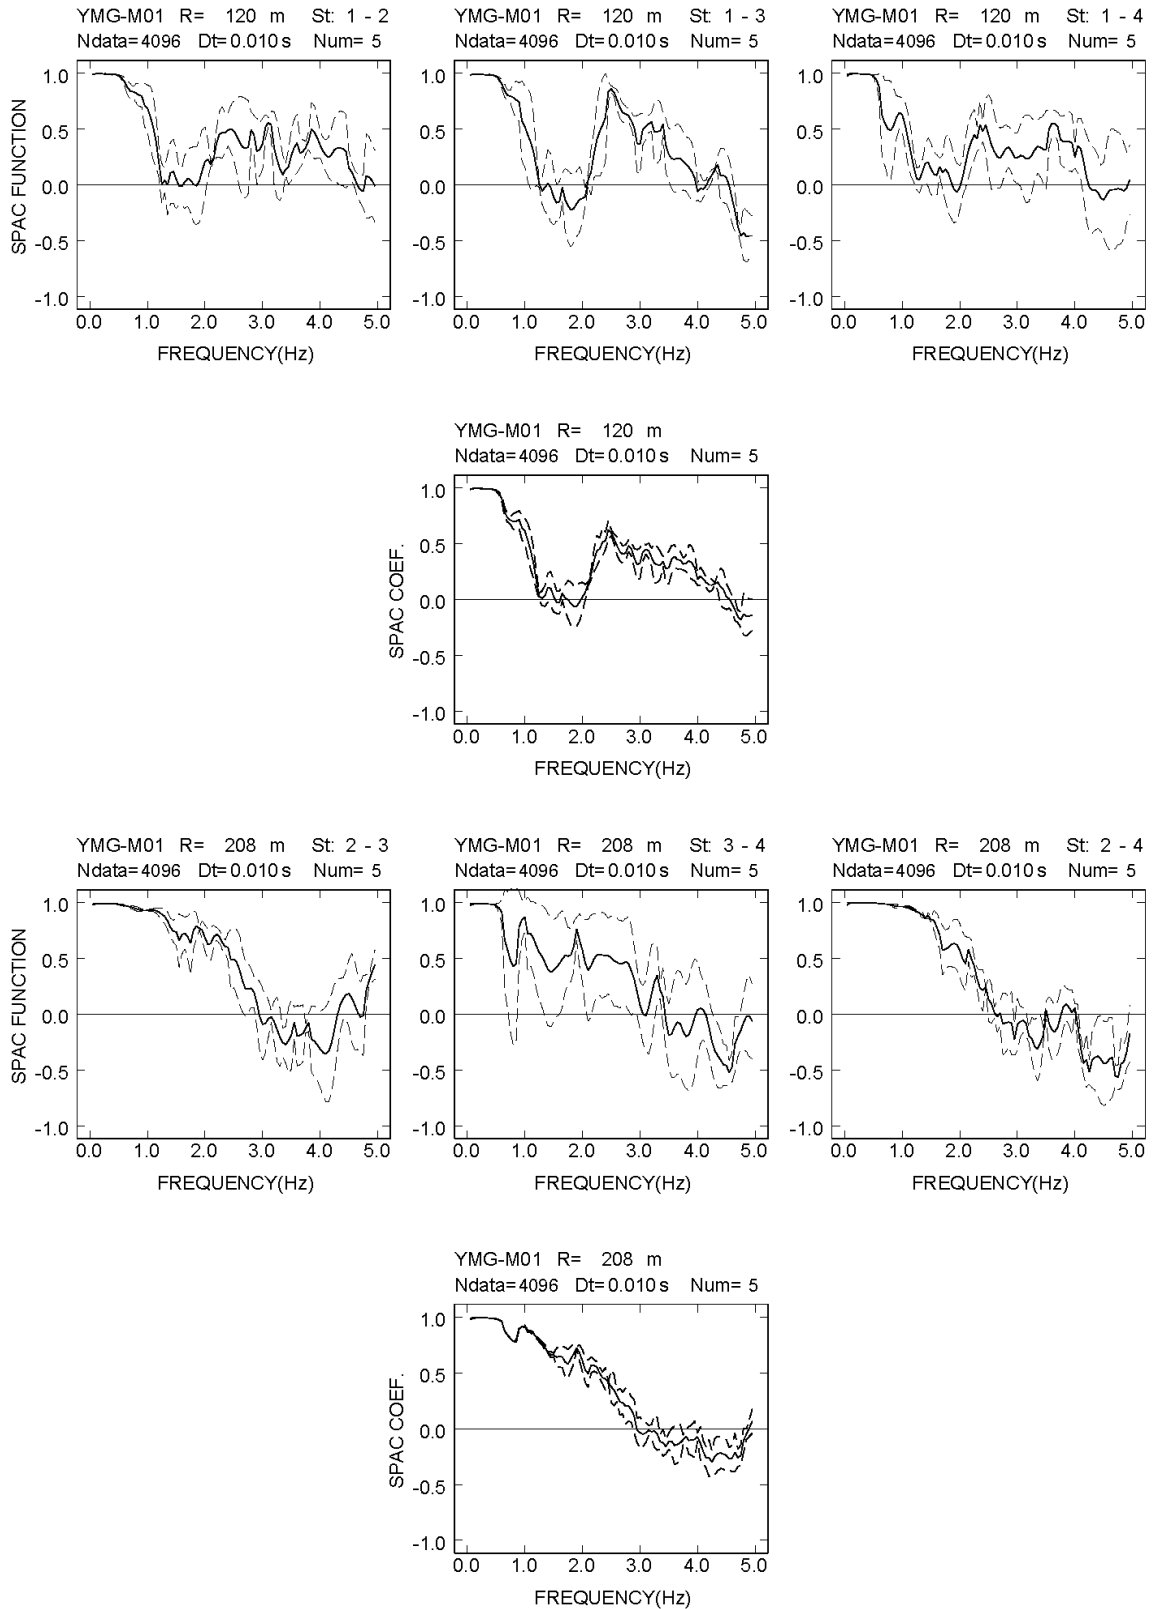 YMG-M01 R= 120 m St: 1 - 2
Ndata=4096 Dt=0.010s Num= 5
1.0
0.5
0.0
-0.5
-1.0
SPAC FUNCTION
0.0 1.0 2.0 3.0 4.0 5.0
FREQUENCY(Hz)
YMG-M01 R= 120 m St: 1 - 3
Ndata=4096 Dt=0.010s Num= 5
1.0
0.5
0.0
-0.5
-1.0
0.0 1.0 2.0 3.0 4.0 5.0
FREQUENCY(Hz)
YMG-M01 R= 120 m St: 1 - 4
Ndata=4096 Dt=0.010s Num= 5
1.0
0.5
0.0
-0.5
-1.0
0.0 1.0 2.0 3.0 4.0 5.0
FREQUENCY(Hz)
YMG-M01 R= 120 m
Ndata=4096 Dt=0.010s Num= 5
1.0
0.5
0.0
-0.5
-1.0
SPAC COEF.
0.0 1.0 2.0 3.0 4.0 5.0
FREQUENCY(Hz)
YMG-M01 R= 208 m St: 2 - 3
Ndata=4096 Dt=0.010s Num= 5
1.0
0.5
0.0
-0.5
-1.0
SPAC FUNCTION
0.0 1.0 2.0 3.0 4.0 5.0
FREQUENCY(Hz)
YMG-M01 R= 208 m St: 3 - 4
Ndata=4096 Dt=0.010s Num= 5
1.0
0.5
0.0
-0.5
-1.0
0.0 1.0 2.0 3.0 4.0 5.0
FREQUENCY(Hz)
YMG-M01 R= 208 m St: 2 - 4
Ndata=4096 Dt=0.010s Num= 5
1.0
0.5
0.0
-0.5
-1.0
0.0 1.0 2.0 3.0 4.0 5.0
FREQUENCY(Hz)
YMG-M01 R= 208 m
Ndata=4096 Dt=0.010s Num= 5
1.0
0.5
0.0
-0.5
-1.0
SPAC COEF.
0.0 1.0 2.0 3.0 4.0 5.0
FREQUENCY(Hz)